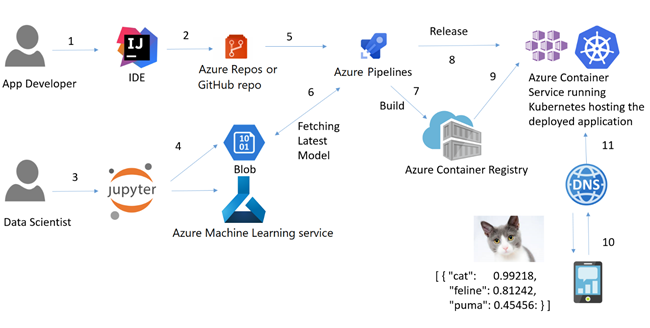 1
2
5
Release
IJ
8
App Developer
IDE
Azure Repos or
GitHub repo
Azure Pipelines
6
7
9
Build
Azure Container
Service running
Kubernetes hosting the
deployed application
Fetching
Latest
Model
10
01
4
Blob
Azure Container Registry
11
3
jupyter
DNS
Data Scientist
Azure Machine Learning service
10
[ { "cat": 0.99218,
"feline": 0.81242,
"puma": 0.45456: } ]